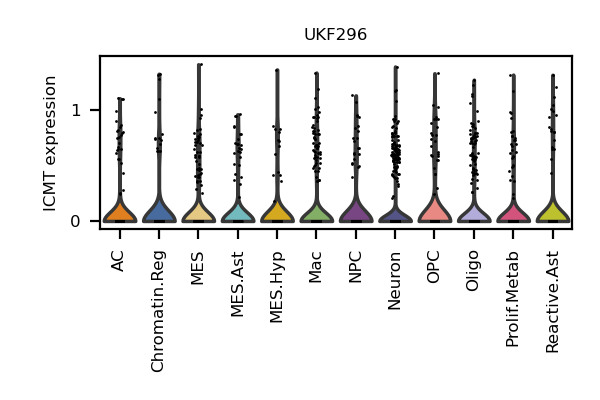 UKF296
ICMT expression
1
0
AC
Chromatin.Reg
MES
MES.Ast
MES.Hyp
Mac
NPC
Neuron
OPC
Oligo
Prolif.Metab
Reactive.Ast